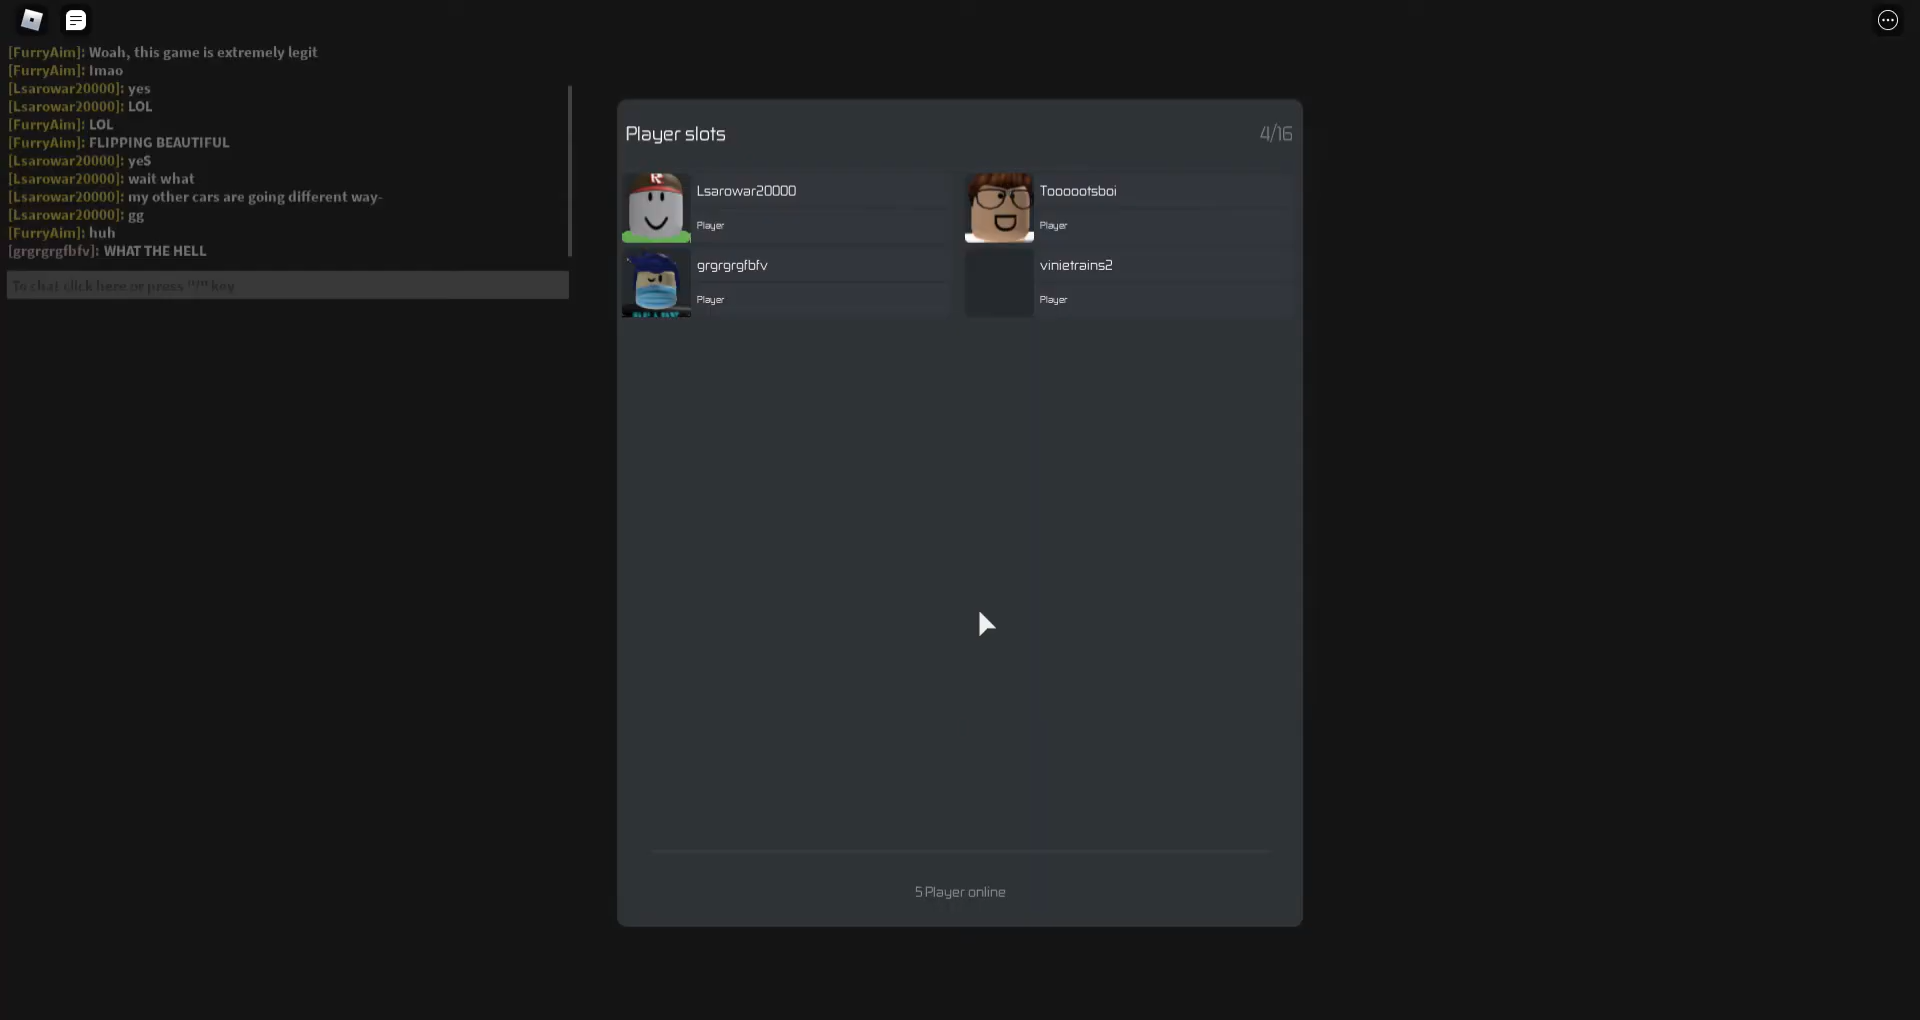 [FurryAim]: Woah, this game is extremely legit
[FurryAim]: lmao
[Lsarowar20000]: yes
[Lsarowar20000]: LOL
[FurryAim]: LOL
[FurryAim]: FLIPPING BEAUTIFUL
[Lsarowar20000]: yeS
[Lsarowar20000]: wait what
[Lsarowar20000]: my other cars are going different way-
[Lsarowar20000]: gg
[FurryAim]: huh
[grgrgrgfbfv]: WHAT THE HELL
To chat click here or press "/" key
Player slots 4/16
Lsarowar20000
Player
Toooootsboi
Player
grgrgrgfbfv
Player
vinietrains2
Player
READY
5 Player online